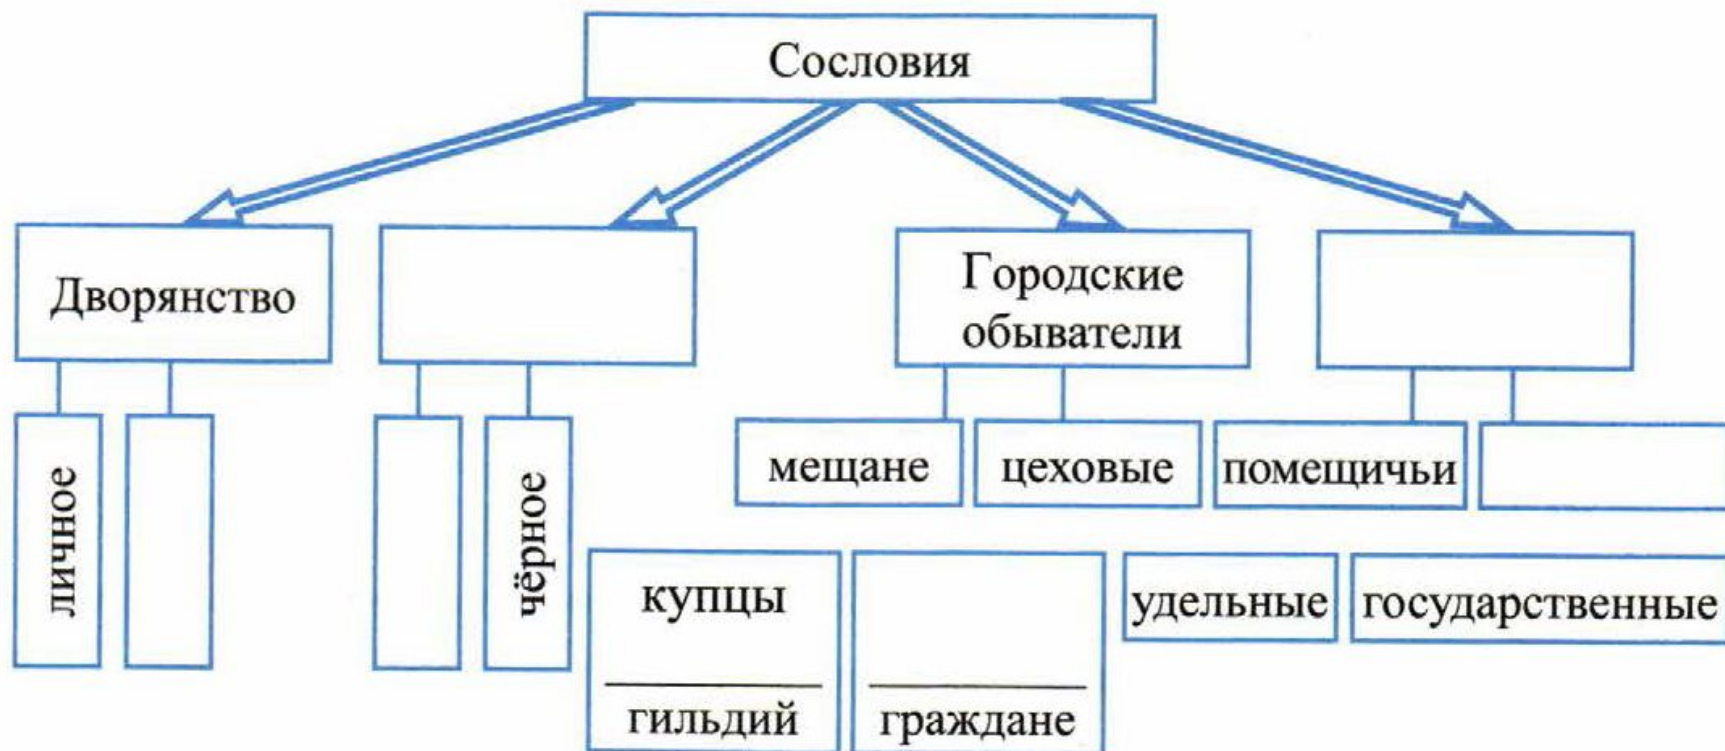 Сословия
Дворянство
Городские
обыватели
личное
чёрное
мещане
цеховые
помещичьи
купцы
гильдий
граждане
удельные
государственные